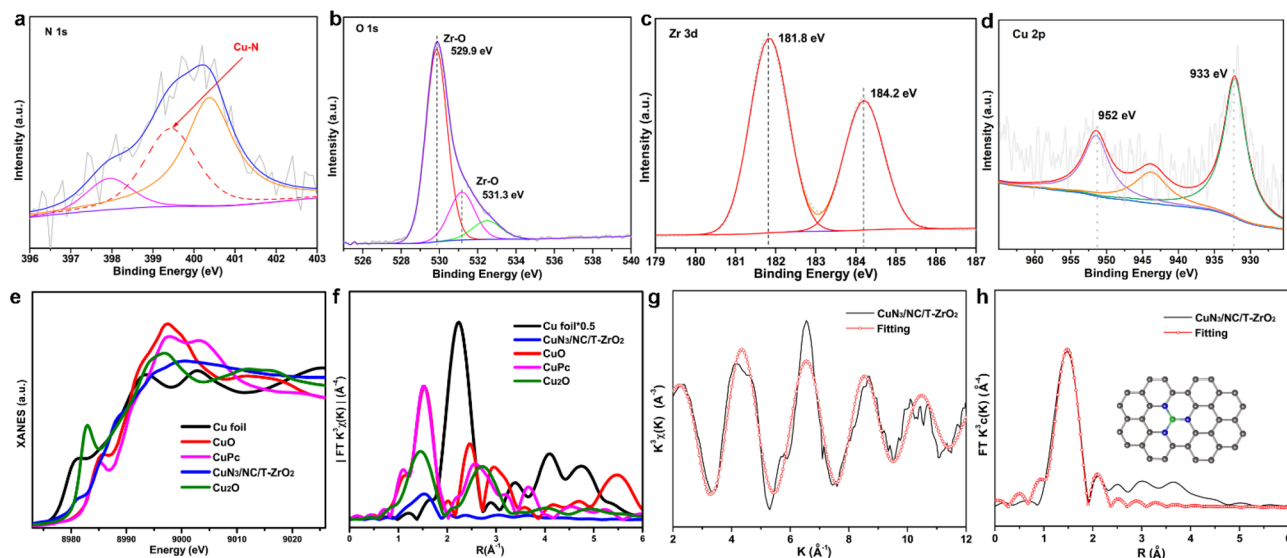 a
N 1s
Cu-N
Intensity (a.u.)
396 397 398 399 400 401 402 403
Binding Energy (eV)
b
O 1s
Zr-O
529.9 eV
Zr-O
531.3 eV
Intensity (a.u.)
526 528 530 532 534 536 538 540
Binding Energy (eV)
c
Zr 3d
181.8 eV
184.2 eV
Intensity (a.u.)
179 180 181 182 183 184 185 186 187
Binding Energy (eV)
d
Cu 2p
933 eV
952 eV
Intensity (a.u.)
960 955 950 945 940 935 930
Binding Energy (eV)
e
Cu foil
CuO
CuPc
CuN₃/NC/T-ZrO₂
Cu₂O
XANES (a.u.)
8980 8990 9000 9010 9020
Energy (eV)
f
Cu foil*0.5
CuN₃/NC/T-ZrO₂
CuO
CuPc
Cu₂O
| FT K³χ(K) | (Å⁻⁴)
0 1 2 3 4 5 6
R(Å⁻¹)
g
CuN₃/NC/T-ZrO₂
Fitting
K³χ(K) (Å⁻³)
2 4 6 8 10 12
K (Å⁻¹)
h
CuN₃/NC/T-ZrO₂
Fitting
FT K³c(K) (Å⁻⁴)
0 1 2 3 4 5
R (Å)